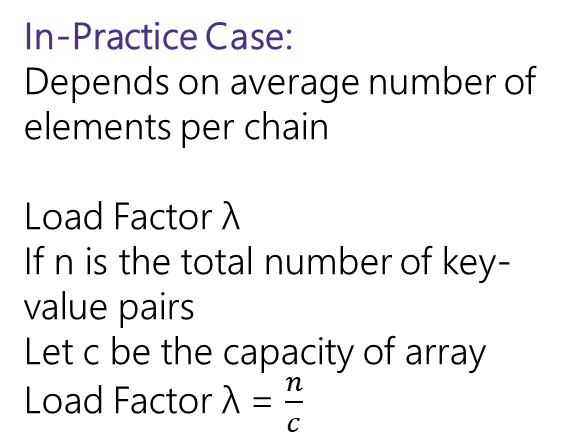 In-Practice Case:
Depends on average number of
elements per chain
Load Factor λ
If n is the total number of key-
value pairs
Let c be the capacity of array
Load Factor λ = n/c